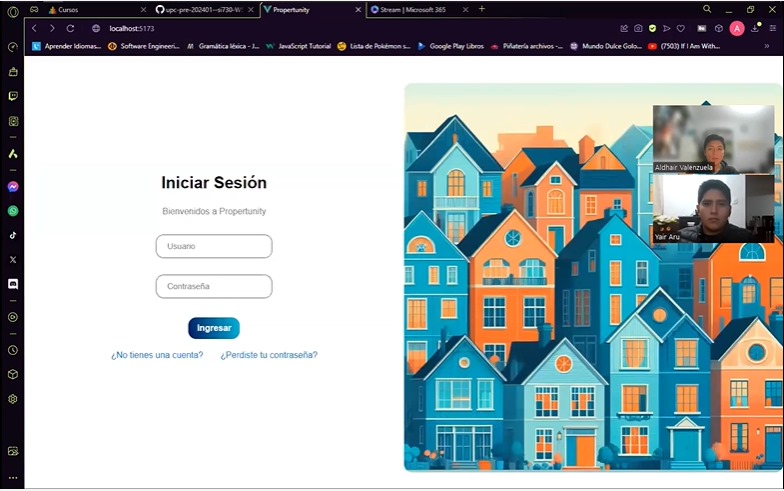 Cursos
upc-pre-202401--si730-W
Propertunity
Stream | Microsoft 365
localhost:5173
Aprender Idiomas...
Software Engineeri...
Gramática léxica - J...
JavaScript Tutorial
Lista de Pokémon s...
Google Play Libros
Piñatería archivos -...
Mundo Dulce Golo...
(7503) If I Am With...
A
Aldhair Valenzuela
Iniciar Sesión
Bienvenidos a Propertunity
Yair Aru
Usuario
Contraseña
Ingresar
¿No tienes una cuenta? ¿Perdiste tu contraseña?